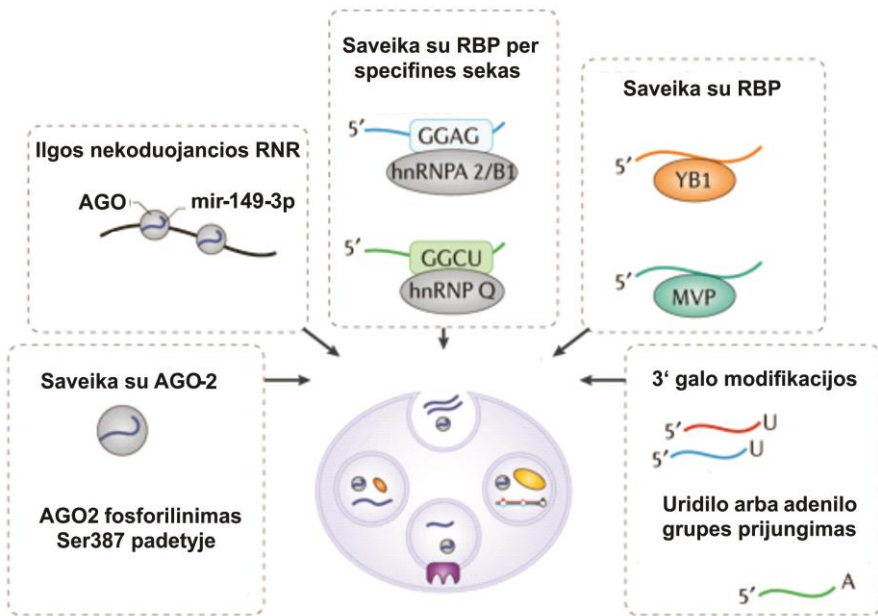 Saveika su RBP per
specifines sekas
5′
GGAG
hnRNPA 2/B1
5′
GGCU
hnRNP Q
Saveika su RBP
5′
YB1
5′
MVP
Ilgos nekoduojancios RNR
AGO
mir-149-3p
Saveika su AGO-2
AGO2 fosforilinimas
Ser387 padetyje
3‘ galo modifikacijos
5′ U
5′ U
Uridilo arba adenilo
grupes prijungimas
5′ A